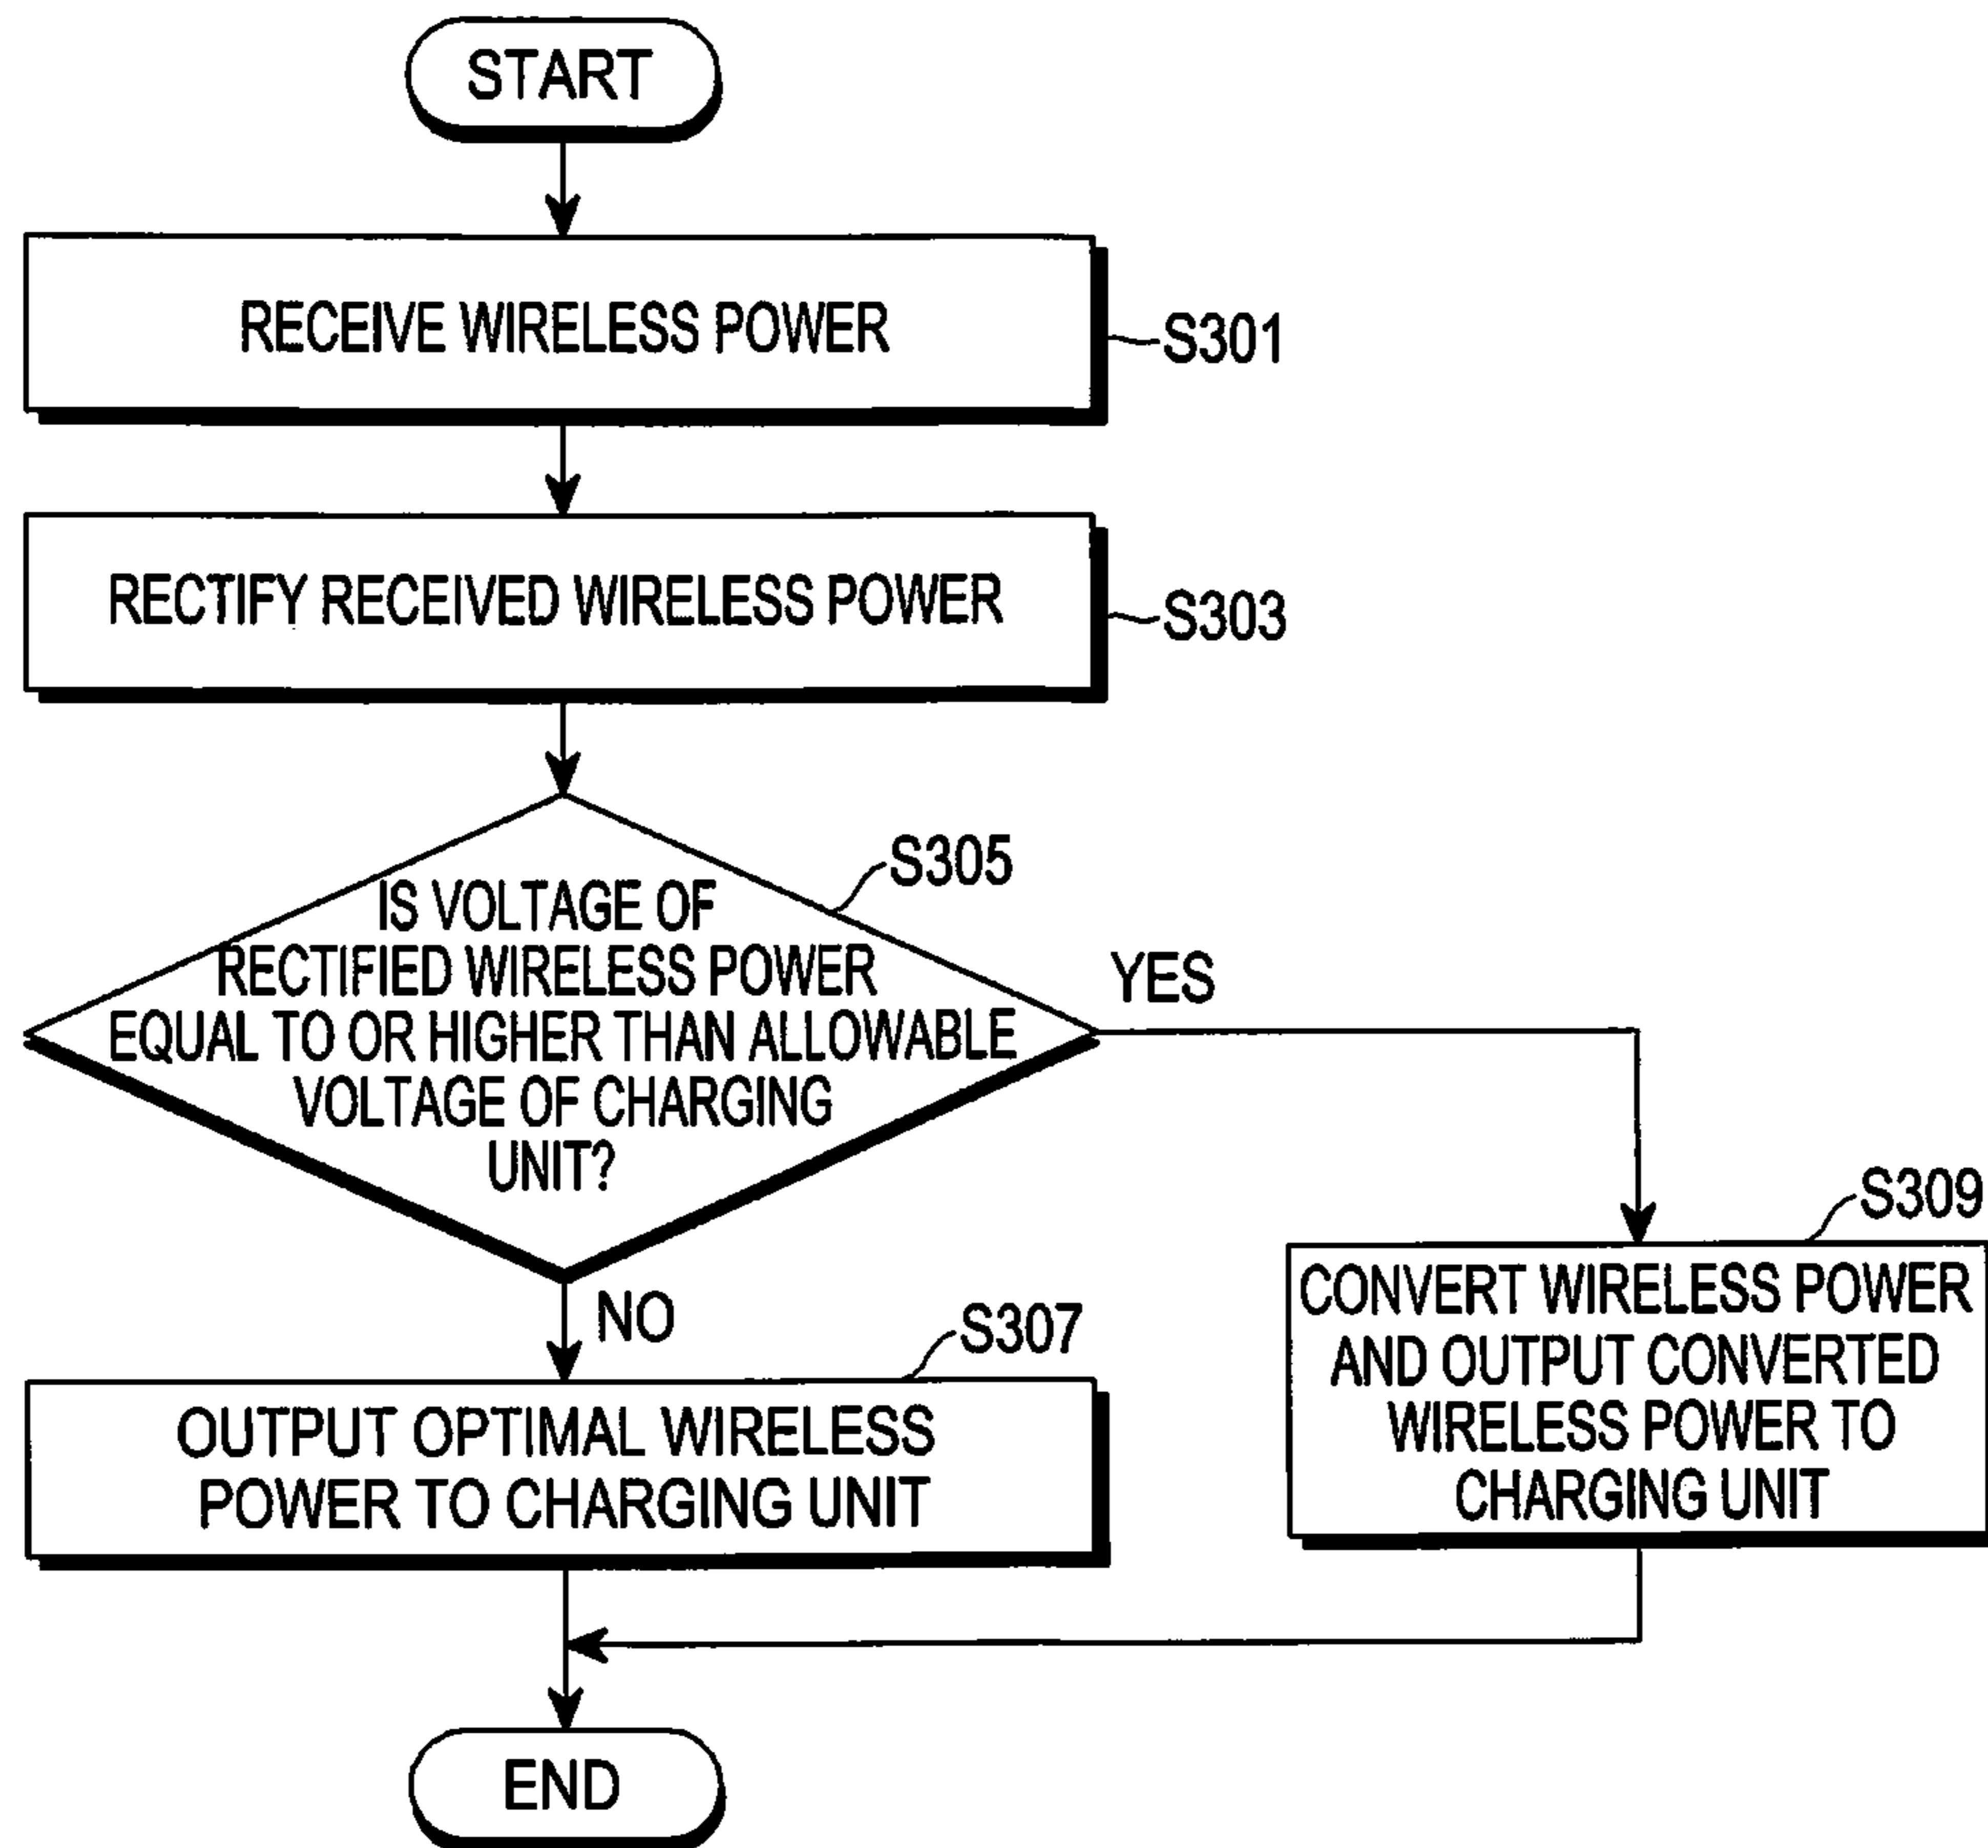 START
RECEIVE WIRELESS POWER
S301
RECTIFY RECEIVED WIRELESS POWER
S303
S305
IS VOLTAGE OF
RECTIFIED WIRELESS POWER
EQUAL TO OR HIGHER THAN ALLOWABLE
VOLTAGE OF CHARGING
UNIT?
YES
NO
S307
OUTPUT OPTIMAL WIRELESS
POWER TO CHARGING UNIT
S309
CONVERT WIRELESS POWER
AND OUTPUT CONVERTED
WIRELESS POWER TO
CHARGING UNIT
END